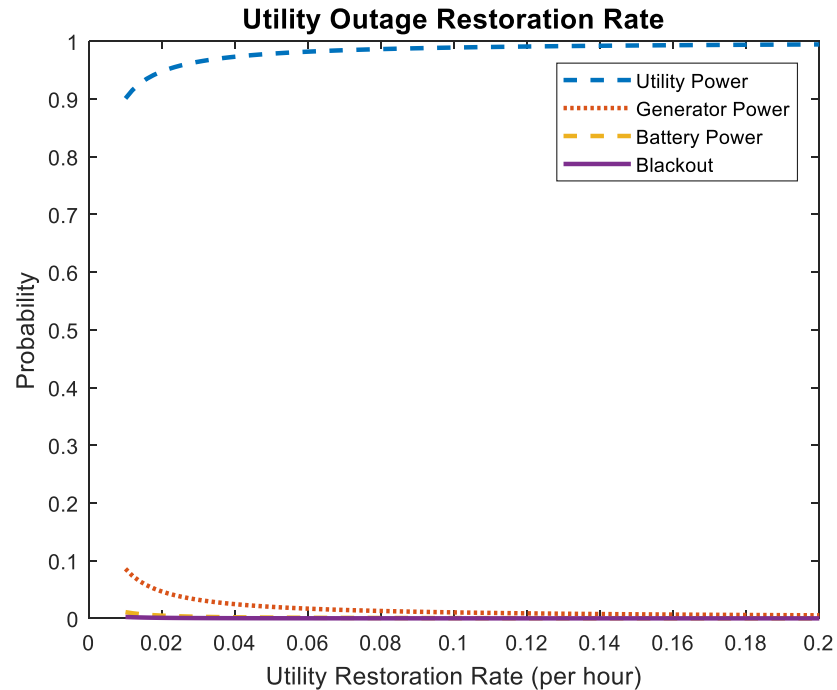 Utility Outage Restoration Rate
Utility Power
Generator Power
Battery Power
Blackout
Probability
1
0.9
0.8
0.7
0.6
0.5
0.4
0.3
0.2
0.1
0
0 0.02 0.04 0.06 0.08 0.1 0.12 0.14 0.16 0.18 0.2
Utility Restoration Rate (per hour)